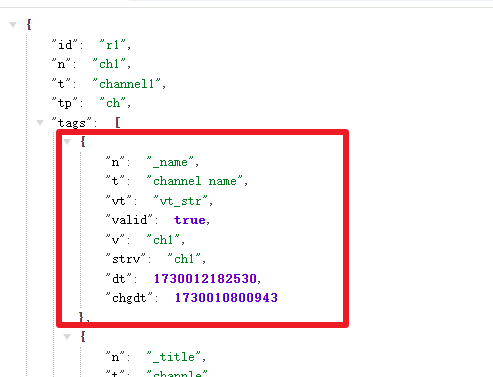 {
"id": "r1",
"n": "ch1",
"t": "channel1",
"tp": "ch",
"tags": [
{
"n": "_name",
"t": "channel name",
"vt": "vt_str",
"valid": true,
"v": "ch1",
"strv": "ch1",
"dt": 1730012182530,
"chgdt": 1730010800943
},
{
"n": "_title",
"t": "channle